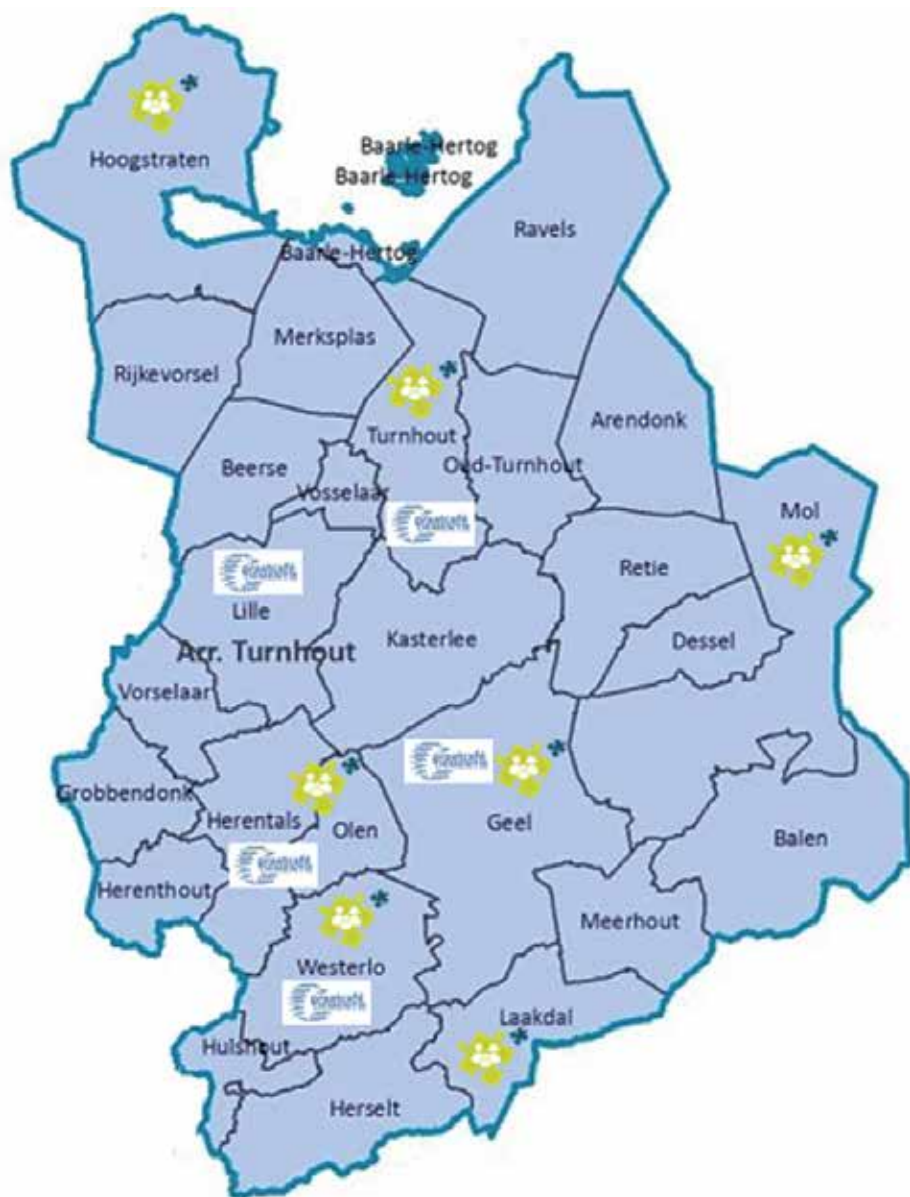 Baarle-Hertog
Hoogstraten
Baarle-Hertog
Ravels
Baarle-Hertog
Merksplas
Rijkevorsel
Arendonk
Turnhout
Beerse
Oud-Turnhout
Vosselaar
Mol
Retie
Lille
Kasterlee
Dessel
Arr. Turnhout
Vorselaar
Grobbendonk
Herentals
Olen
Geel
Balen
Herenthout
Meerhout
Westerlo
Laakdal
Hulshout
Herselt